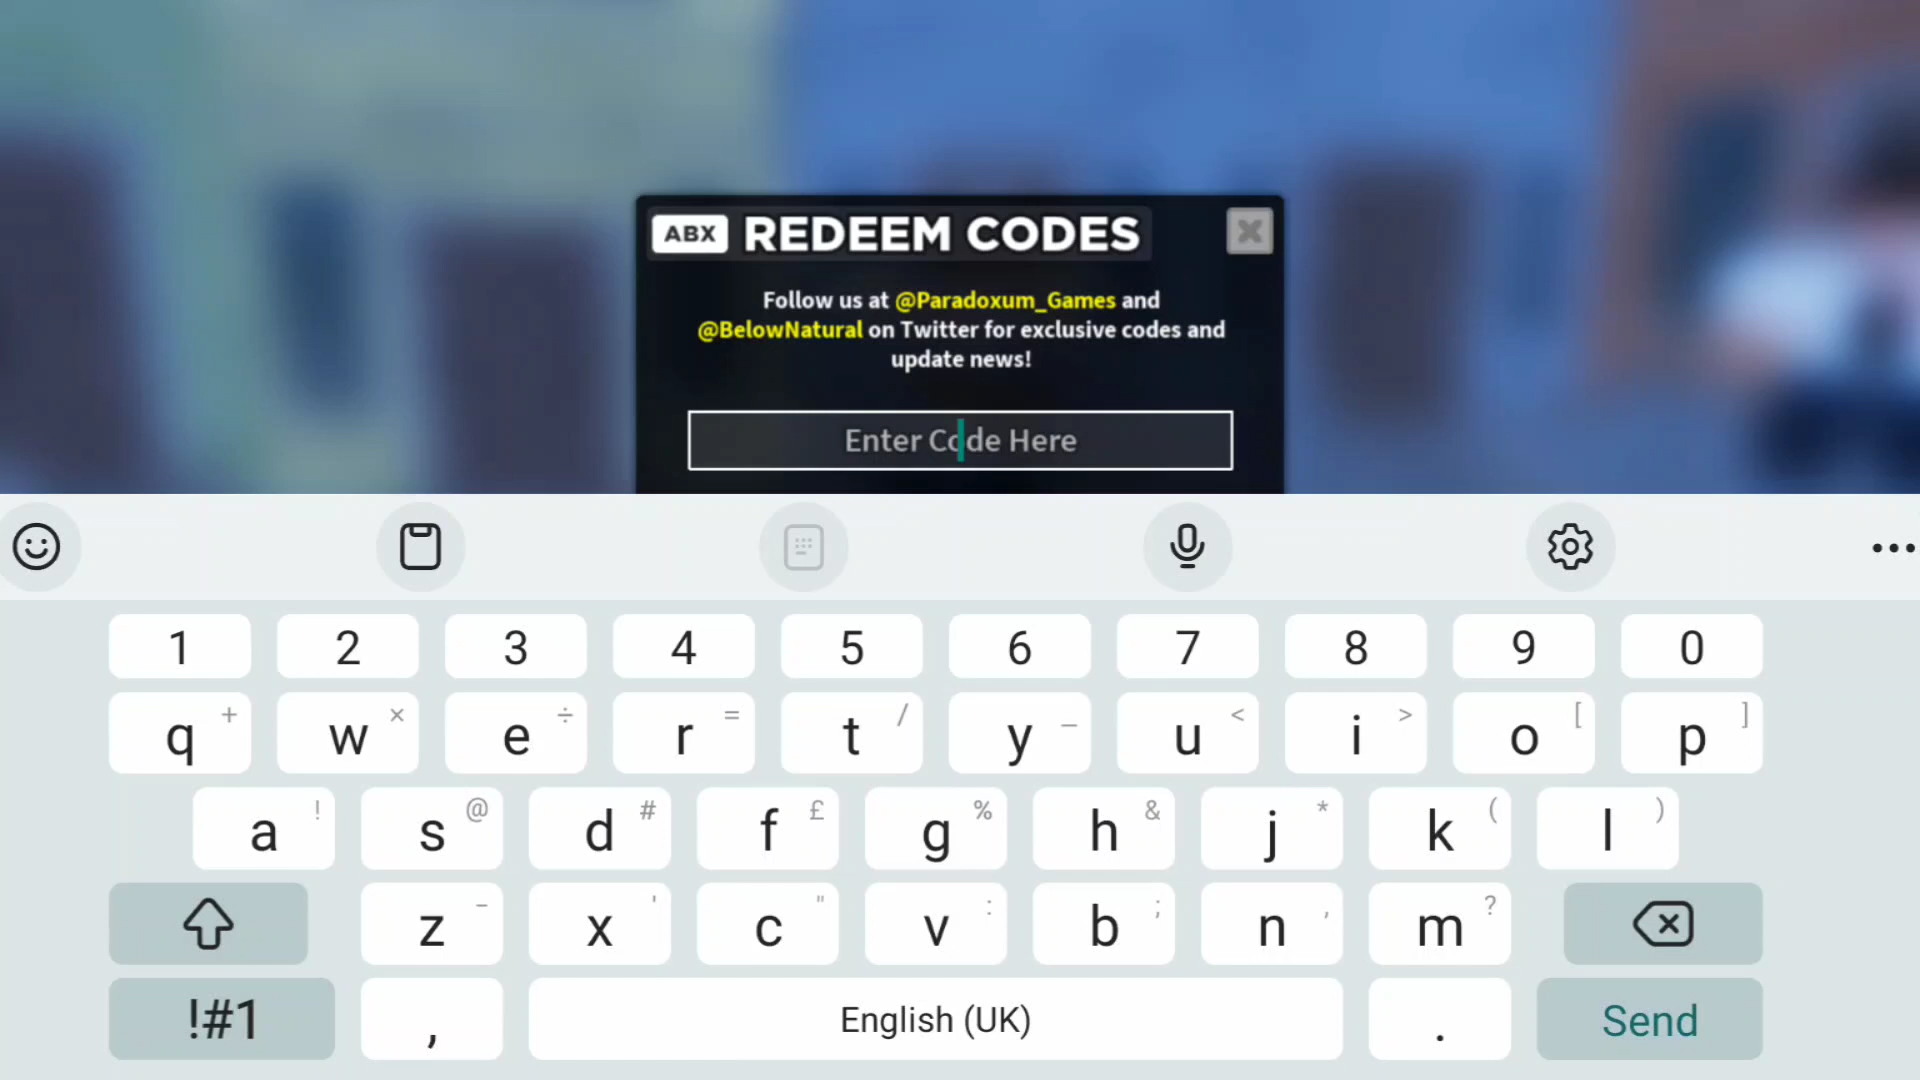 ABX REDEEM CODES
Follow us at @Paradoxum_Games and
@BelowNatural on Twitter for exclusive codes and
update news!
Enter Code Here
1 2 3 4 5 6 7 8 9 0
q + w × e ÷ r = t / y _ u < i > o [ p ]
a ! s @ d # f £ g % h & j * k ( l )
z - x ' c " v : b ; n , m ?
!#1 , English (UK) . Send